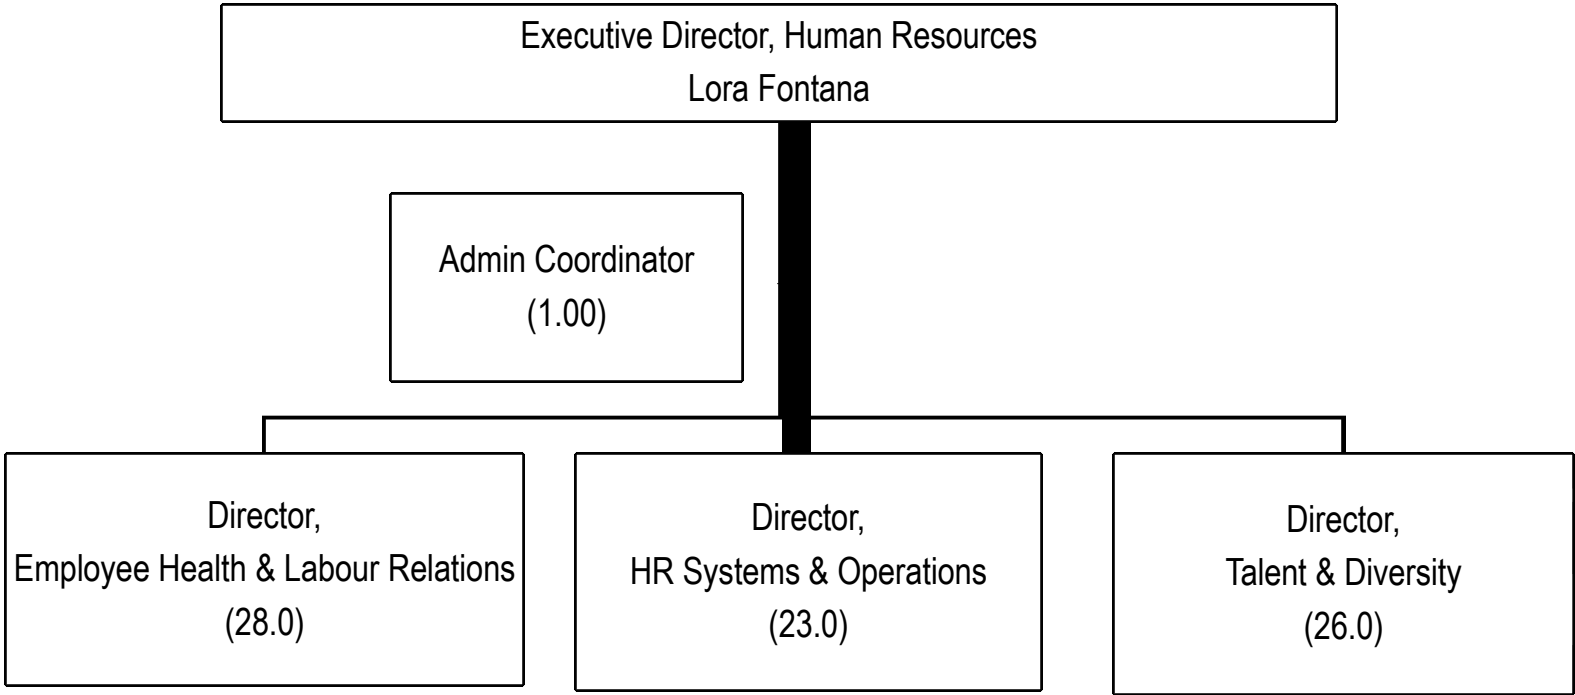 Executive Director, Human Resources
Lora Fontana
Admin Coordinator
(1.00)
Director,
Employee Health & Labour Relations
(28.0)
Director,
HR Systems & Operations
(23.0)
Director,
Talent & Diversity
(26.0)